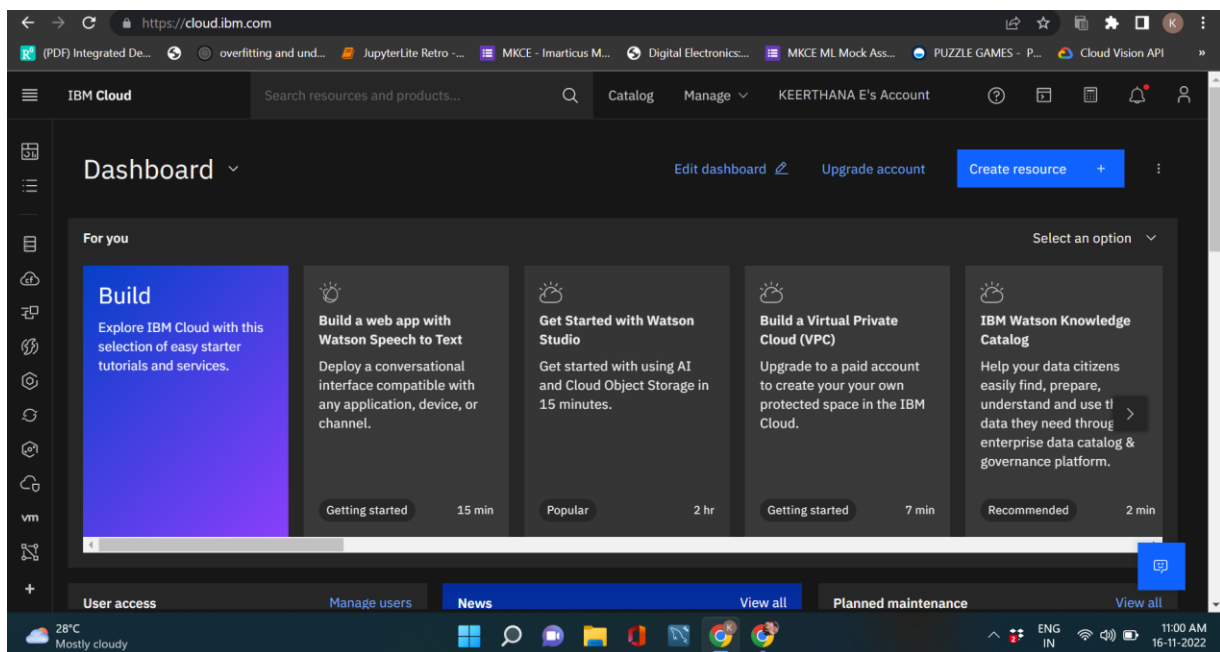 https://cloud.ibm.com
K
R⁶ (PDF) Integrated De...
overfitting and und...
JupyterLite Retro -...
MKCE - Imarticus M...
Digital Electronics:...
MKCE ML Mock Ass...
PUZZLE GAMES - P...
Cloud Vision API
»
IBM Cloud
Search resources and products...
Catalog
Manage
KEERTHANA E's Account
Dashboard
Edit dashboard
Upgrade account
Create resource +
For you
Select an option
Build
Explore IBM Cloud with this
selection of easy starter
tutorials and services.
Build a web app with
Watson Speech to Text
Deploy a conversational
interface compatible with
any application, device, or
channel.
Getting started 15 min
Get Started with Watson
Studio
Get started with using AI
and Cloud Object Storage in
15 minutes.
Popular 2 hr
Build a Virtual Private
Cloud (VPC)
Upgrade to a paid account
to create your your own
protected space in the IBM
Cloud.
Getting started 7 min
IBM Watson Knowledge
Catalog
Help your data citizens
easily find, prepare,
understand and use th
data they need throug
enterprise data catalog &
governance platform.
Recommended 2 min
cf
vm
User access Manage users
News View all
Planned maintenance View all
28°C
Mostly cloudy
2
ENG
IN
11:00 AM
16-11-2022